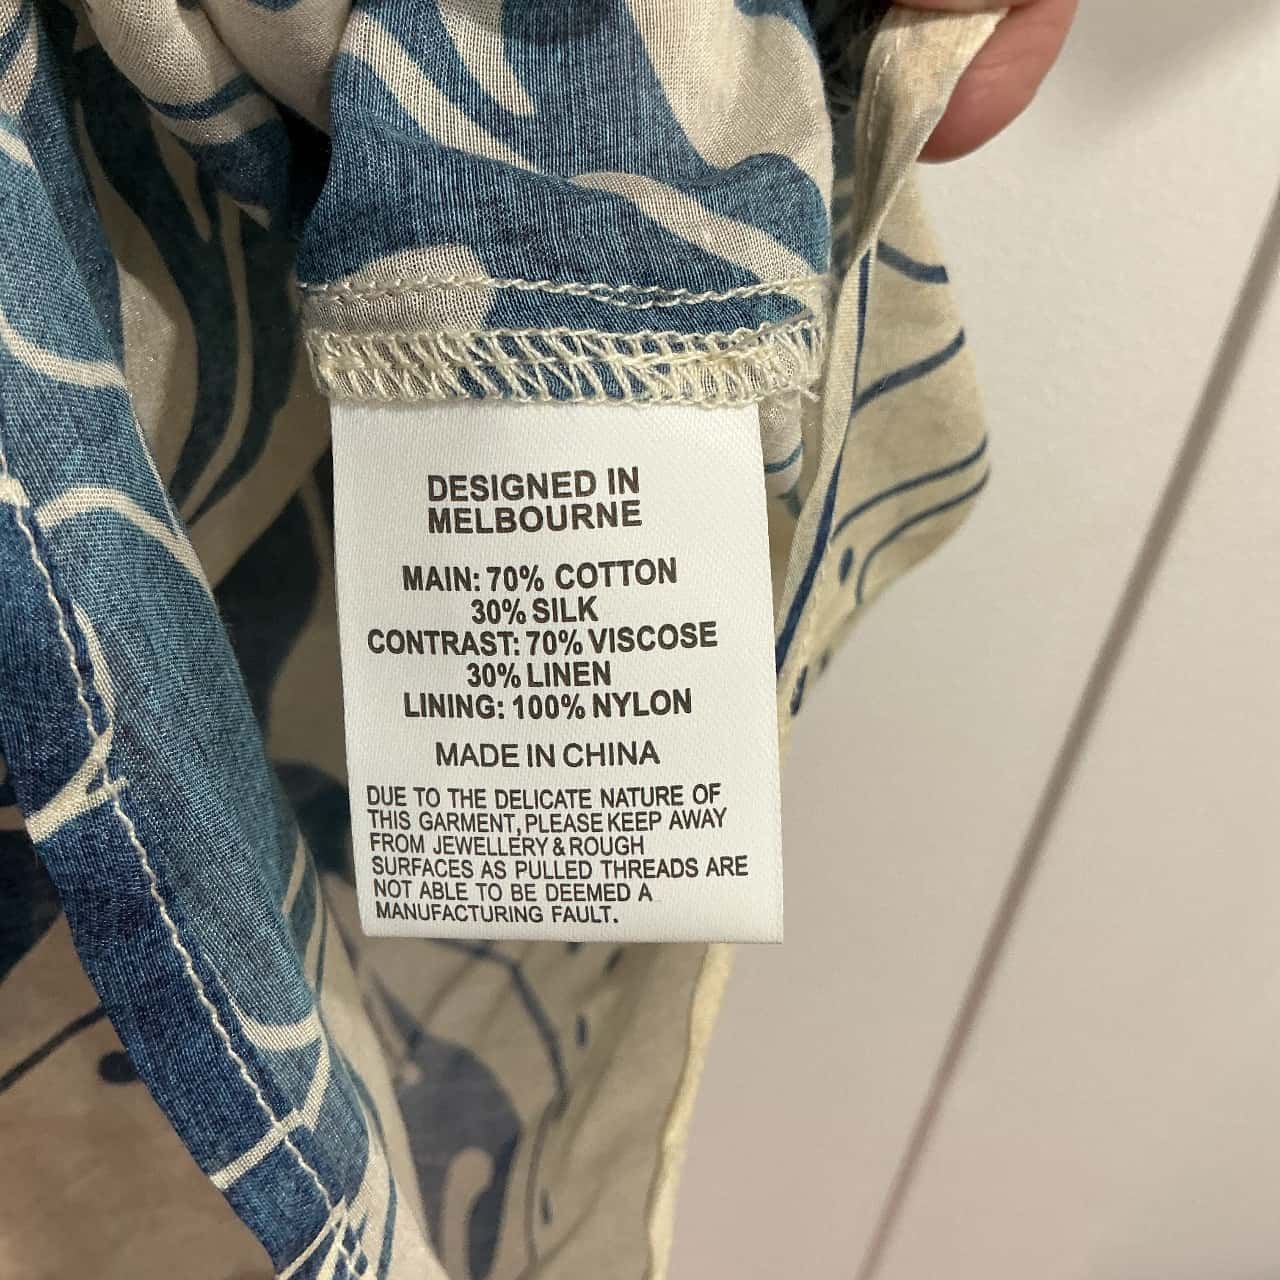 DESIGNED IN
MELBOURNE
MAIN: 70% COTTON
30% SILK
CONTRAST: 70% VISCOSE
30% LINEN
LINING: 100% NYLON
MADE IN CHINA
DUE TO THE DELICATE NATURE OF
THIS GARMENT, PLEASE KEEP AWAY
FROM JEWELLERY & ROUGH
SURFACES AS PULLED THREADS ARE
NOT ABLE TO BE DEEMED A
MANUFACTURING FAULT.